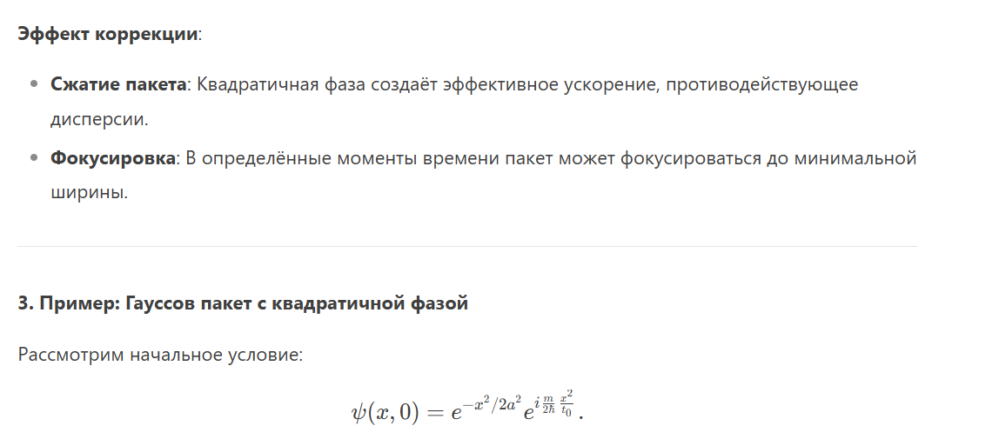 Эффект коррекции:
• Сжатие пакета: Квадратичная фаза создаёт эффективное ускорение, противодействующее
дисперсии.
• Фокусировка: В определённые моменты времени пакет может фокусироваться до минимальной
ширины.
3. Пример: Гауссов пакет с квадратичной фазой
Рассмотрим начальное условие:
$\psi(x, 0) = e^{-x^2/2a^2} e^{i\frac{m}{2\hbar}\frac{x^2}{t_0}}.$